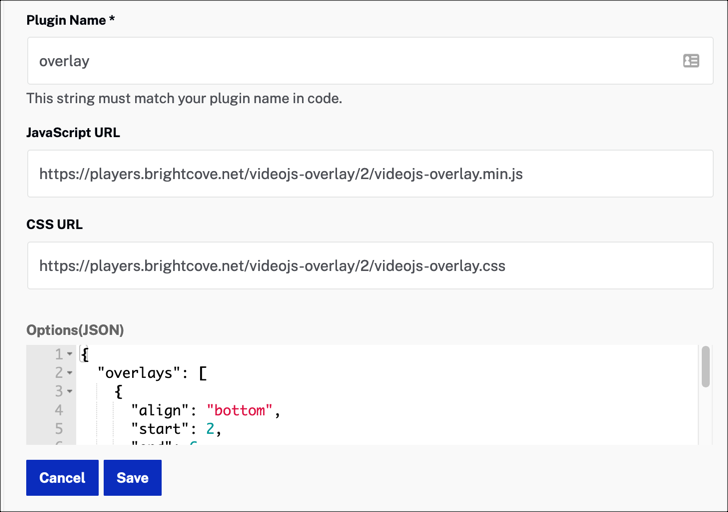 Plugin Name *
overlay
This string must match your plugin name in code.
JavaScript URL
https://players.brightcove.net/videojs-overlay/2/videojs-overlay.min.js
CSS URL
https://players.brightcove.net/videojs-overlay/2/videojs-overlay.css
Options(JSON)
1 {
2 "overlays": [
3 {
4 "align": "bottom",
5 "start": 2,
Cancel Save